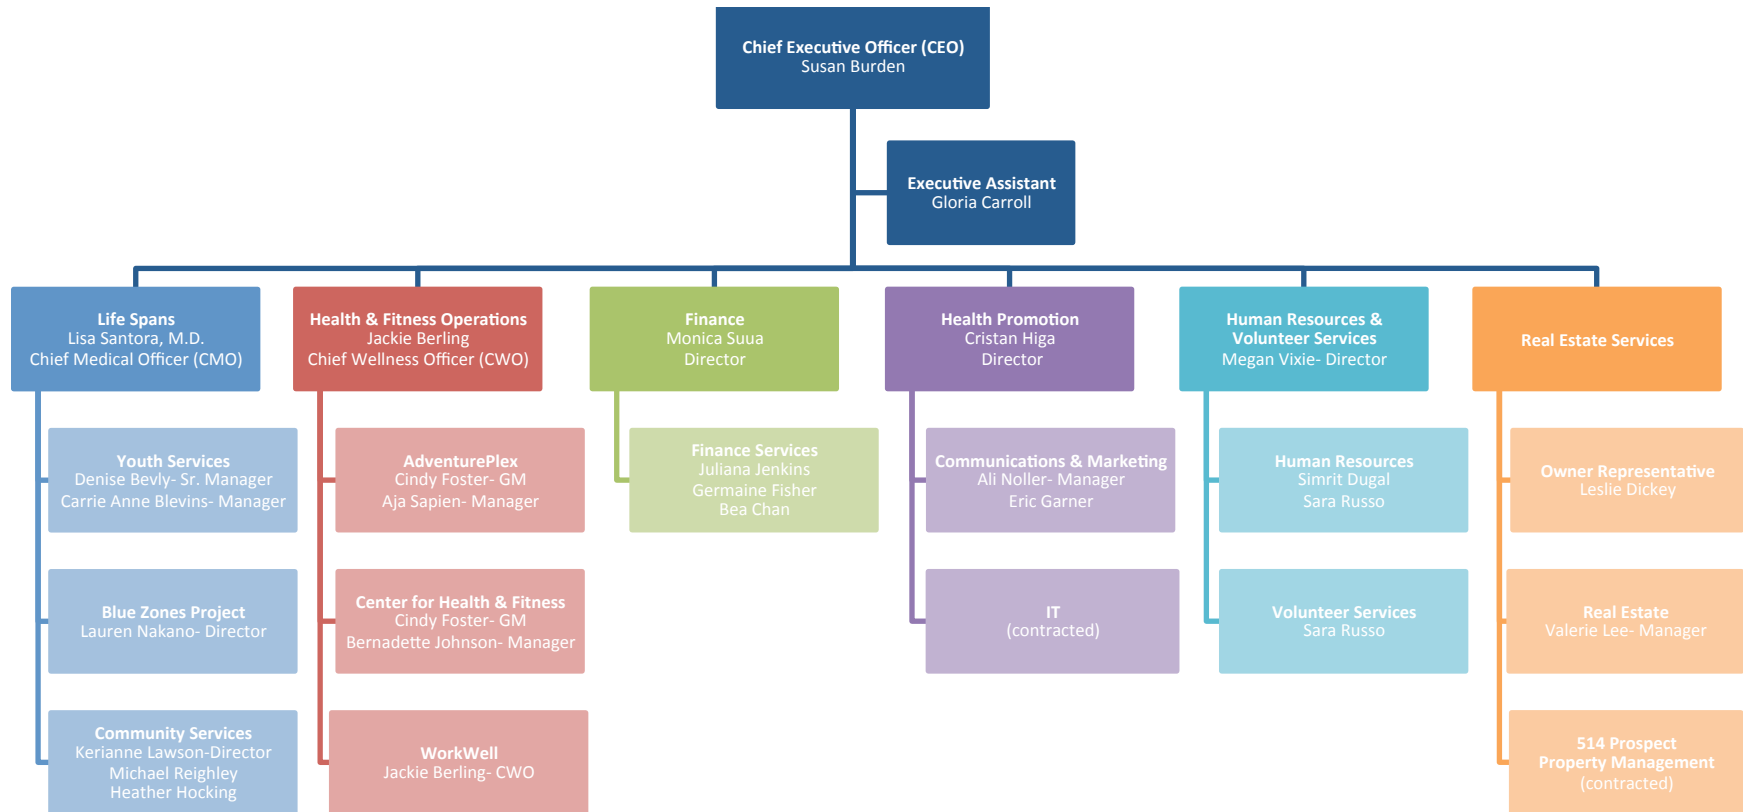 Chief Executive Officer (CEO)
Susan Burden
Executive Assistant
Gloria Carroll
Life Spans
Lisa Santora, M.D.
Chief Medical Officer (CMO)
Health & Fitness Operations
Jackie Berling
Chief Wellness Officer (CWO)
Finance
Monica Suua
Director
Health Promotion
Cristan Higa
Director
Human Resources &
Volunteer Services
Megan Vixie- Director
Real Estate Services
Youth Services
Denise Bevly- Sr. Manager
Carrie Anne Blevins- Manager
AdventurePlex
Cindy Foster- GM
Aja Sapien- Manager
Finance Services
Juliana Jenkins
Germaine Fisher
Bea Chan
Communications & Marketing
Ali Noller- Manager
Eric Garner
Human Resources
Simrit Dugal
Sara Russo
Owner Representative
Leslie Dickey
Blue Zones Project
Lauren Nakano- Director
Center for Health & Fitness
Cindy Foster- GM
Bernadette Johnson- Manager
IT
(contracted)
Volunteer Services
Sara Russo
Real Estate
Valerie Lee- Manager
Community Services
Kerianne Lawson-Director
Michael Reighley
Heather Hocking
WorkWell
Jackie Berling- CWO
514 Prospect
Property Management
(contracted)